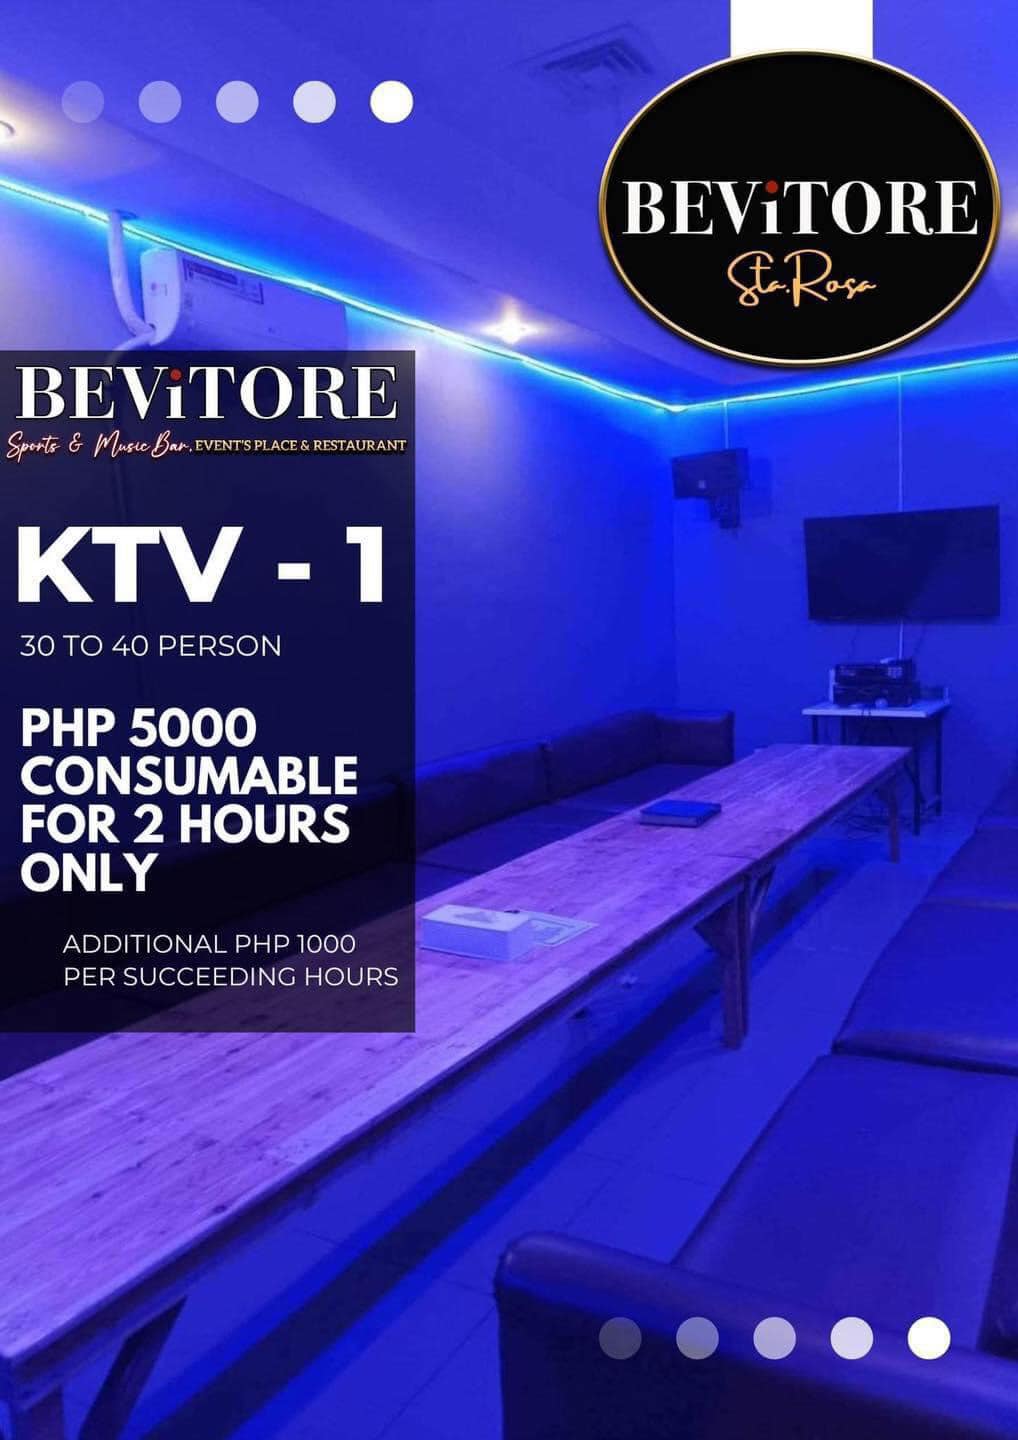 BEViTORE
Sta.Rosa
BEViTORE
Sports & Music Bar, EVENT'S PLACE & RESTAURANT
KTV - 1
30 TO 40 PERSON
PHP 5000
CONSUMABLE
FOR 2 HOURS
ONLY
ADDITIONAL PHP 1000
PER SUCCEEDING HOURS